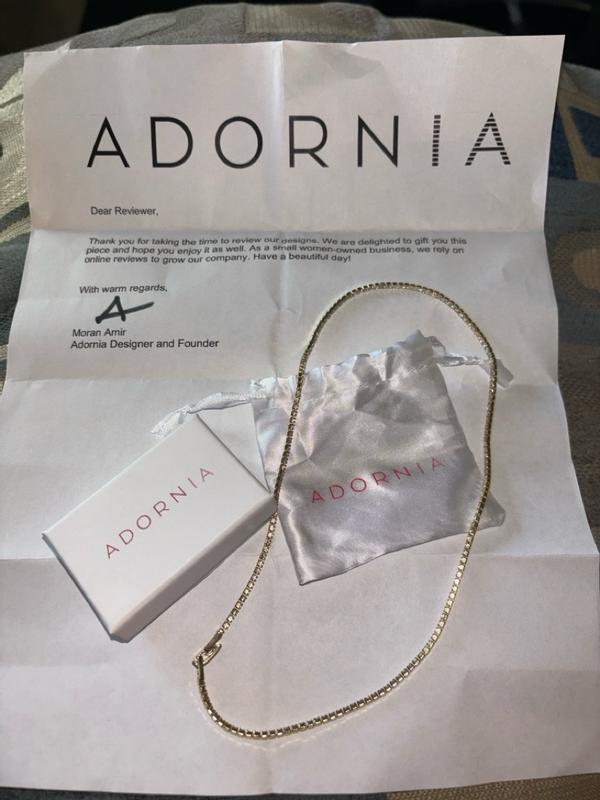 ADORNIA
Dear Reviewer,
Thank you for taking the time to review our designs. We are delighted to gift you this
piece and hope you enjoy it as well. As a small women-owned business, we rely on
online reviews to grow our company. Have a beautiful day!
With warm regards,
A
Moran Amir
Adornia Designer and Founder
ADORNIA
ADORNIA